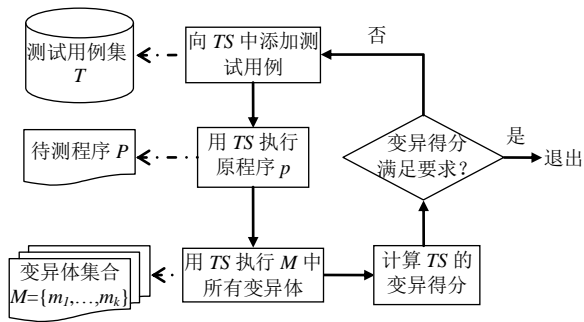 测试用例集
T
向 TS 中添加测
试用例
否
待测程序 P
用 TS 执行
原程序 p
变异得分
满足要求?
是
退出
变异体集合
M={m1,…,mk}
用 TS 执行 M 中
所有变异体
计算 TS 的
变异得分